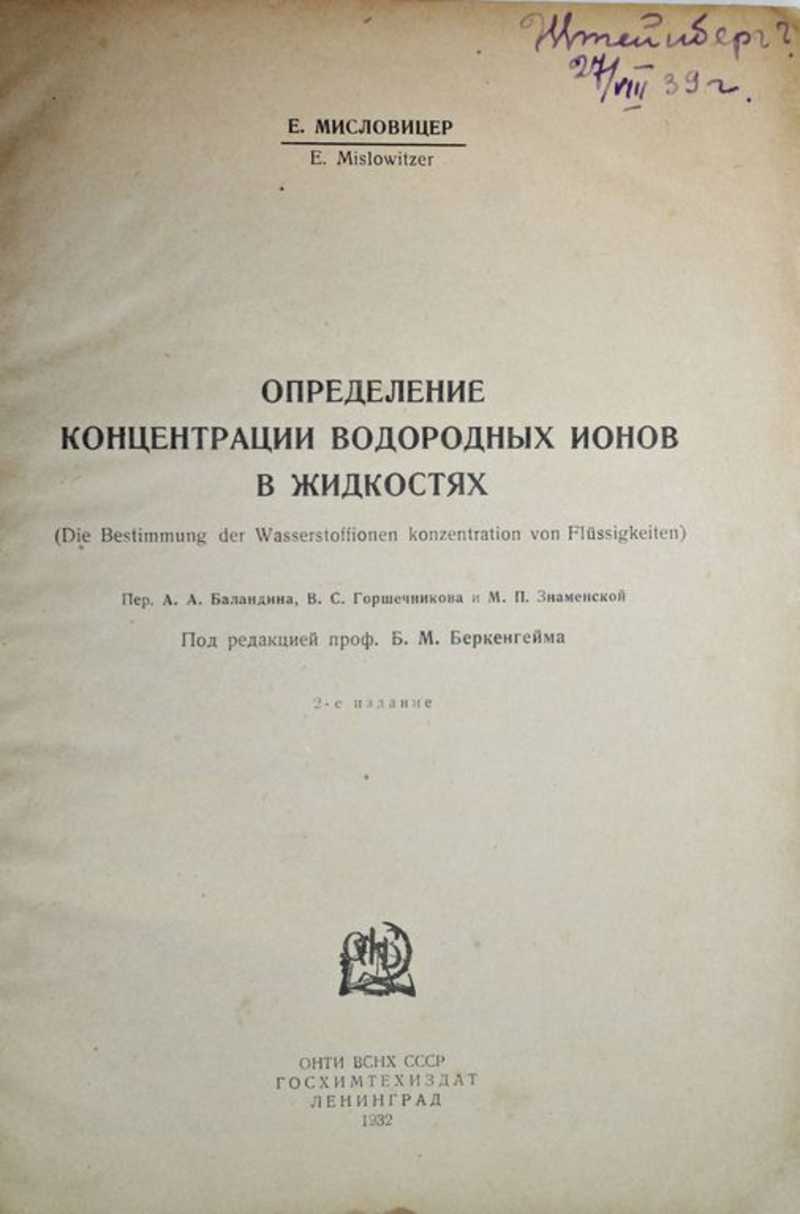 Штейнберг
27/VIII 39 г.
Е. МИСЛОВИЦЕР
E. Mislowitzer
ОПРЕДЕЛЕНИЕ
КОНЦЕНТРАЦИИ ВОДОРОДНЫХ ИОНОВ
В ЖИДКОСТЯХ
(Die Bestimmung der Wasserstoffionen konzentration von Flüssigkeiten)
Пер. А. А. Баландина, В. С. Горшечникова и М. П. Знаменской
Под редакцией проф. Б. М. Беркенгейма
2-е издание
ОНТИ ВСНХ СССР
ГОСХИМТЕХИЗДАТ
ЛЕНИНГРАД
1932